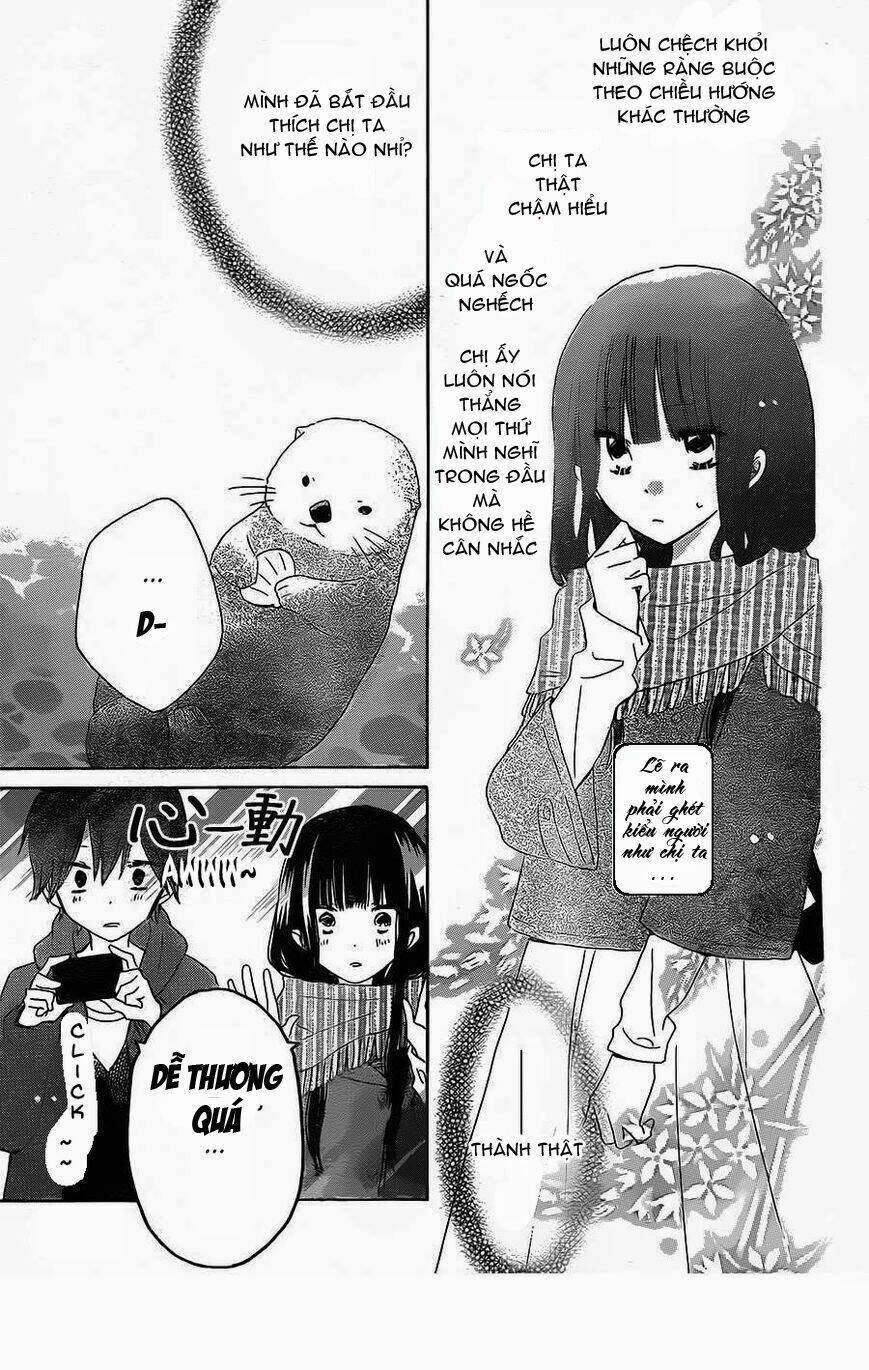 LUÔN CHỆCH KHỎI
NHỮNG RÀNG BUỘC
THEO CHIỀU HƯỚNG
KHÁC THƯỜNG
CHỊ TA
THẬT
CHẬM HIỂU
VÀ
QUÁ NGỐC
NGHẾCH
CHỊ ẤY
LUÔN NÓI
THẲNG
MỌI THỨ
MÌNH NGHĨ
TRONG ĐẦU
MÀ
KHÔNG HỀ
CÂN NHẮC
Lẽ ra
mình
phải ghét
kiểu người
như chị ta
...
THÀNH THẬT
MÌNH ĐÃ BẮT ĐẦU
THÍCH CHỊ TA
NHƯ THẾ NÀO NHỈ?
...
D-
心一動
AWWW~
CLICK~~
DỄ THƯƠNG
QUÁ
...